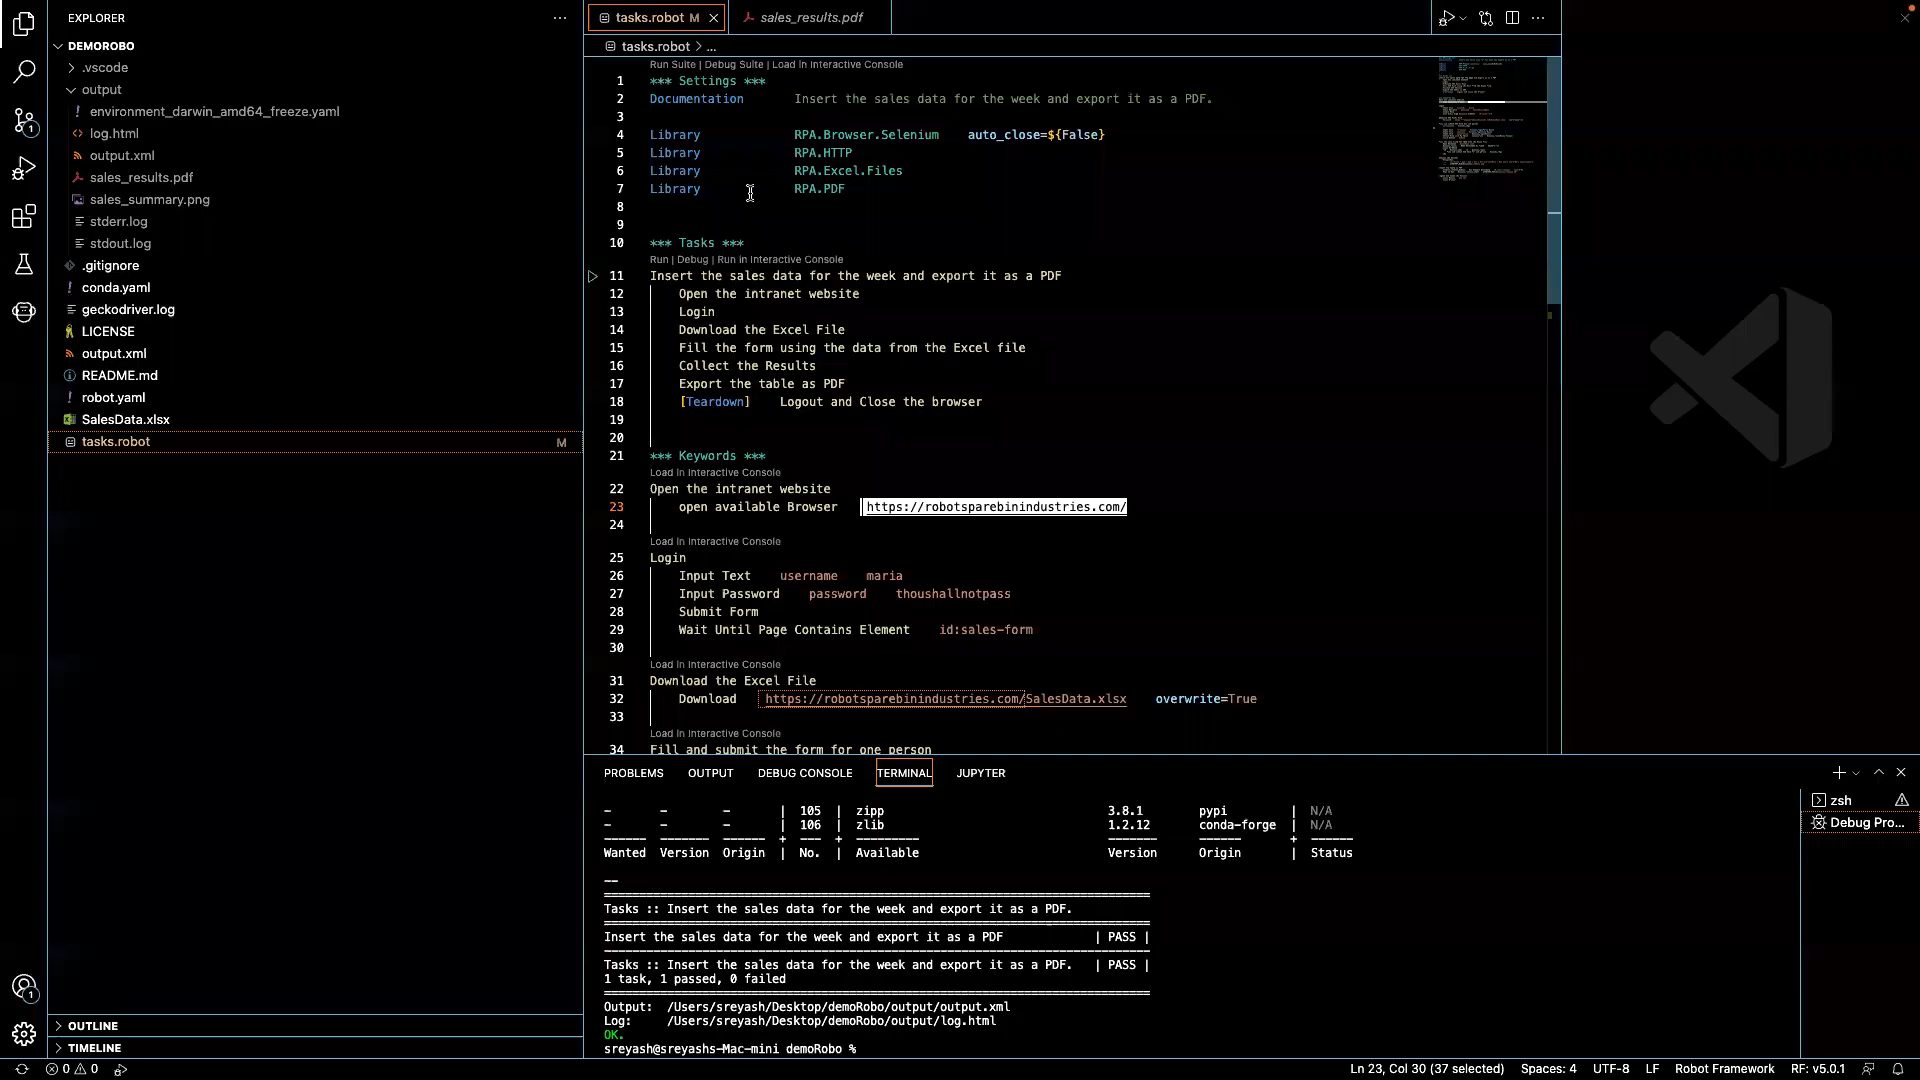 EXPLORER
DEMOROBO
.vscode
output
environment_darwin_amd64_freeze.yaml
log.html
output.xml
sales_results.pdf
sales_summary.png
stderr.log
stdout.log
.gitignore
conda.yaml
geckodriver.log
LICENSE
output.xml
README.md
robot.yaml
SalesData.xlsx
tasks.robot M
OUTLINE
TIMELINE
tasks.robot M sales_results.pdf
tasks.robot > ...
Run Suite | Debug Suite | Load in Interactive Console
1 *** Settings ***
2 Documentation Insert the sales data for the week and export it as a PDF.
3
4 Library RPA.Browser.Selenium auto_close=${False}
5 Library RPA.HTTP
6 Library RPA.Excel.Files
7 Library RPA.PDF
8
9
10 *** Tasks ***
Run | Debug | Run in Interactive Console
11 Insert the sales data for the week and export it as a PDF
12 Open the intranet website
13 Login
14 Download the Excel File
15 Fill the form using the data from the Excel file
16 Collect the Results
17 Export the table as PDF
18 [Teardown] Logout and Close the browser
19
20
21 *** Keywords ***
Load in Interactive Console
22 Open the intranet website
23 open available Browser https://robotsparebinindustries.com/
24
Load in Interactive Console
25 Login
26 Input Text username maria
27 Input Password password thoushallnotpass
28 Submit Form
29 Wait Until Page Contains Element id:sales-form
30
Load in Interactive Console
31 Download the Excel File
32 Download https://robotsparebinindustries.com/SalesData.xlsx overwrite=True
33
Load in Interactive Console
34 Fill and submit the form for one person
PROBLEMS OUTPUT DEBUG CONSOLE TERMINAL JUPYTER
- - - | 105 | zipp 3.8.1 pypi | N/A
- - - | 106 | zlib 1.2.12 conda-forge | N/A
------ ------- ------ + --- + --------- ------- ------ + ------
Wanted Version Origin | No. | Available Version Origin | Status
--
==============================================================================
Tasks :: Insert the sales data for the week and export it as a PDF.
==============================================================================
Insert the sales data for the week and export it as a PDF | PASS |
------------------------------------------------------------------------------
Tasks :: Insert the sales data for the week and export it as a PDF. | PASS |
1 task, 1 passed, 0 failed
==============================================================================
Output: /Users/sreyash/Desktop/demoRobo/output/output.xml
Log: /Users/sreyash/Desktop/demoRobo/output/log.html
OK.
sreyash@sreyashs-Mac-mini demoRobo %
zsh
Debug Pro...
1
1
0 0
Ln 23, Col 30 (37 selected) Spaces: 4 UTF-8 LF Robot Framework RF: v5.0.1